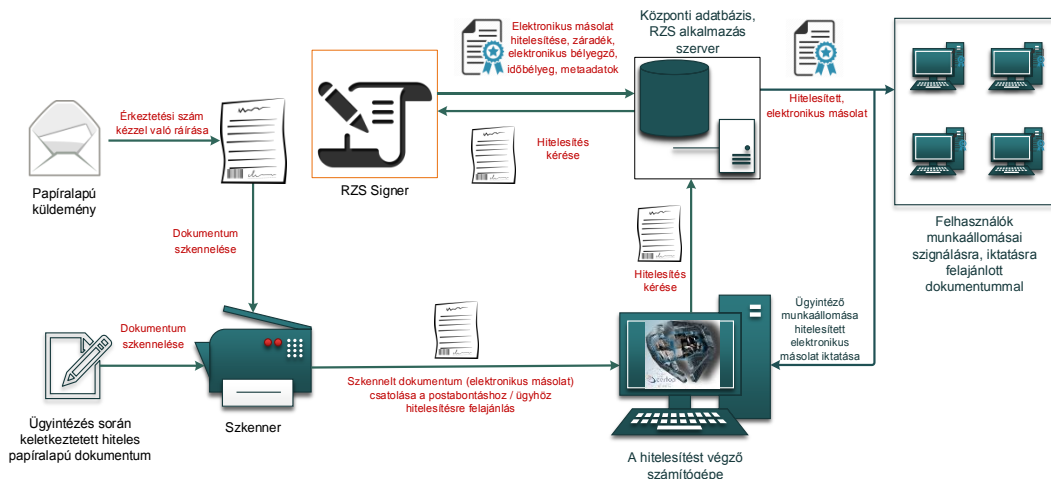 Elektronikus másolat
hitelesítése, záradék,
elektronikus bélyegző,
időbélyeg, metaadatok
Központi adatbázis,
RZS alkalmazás
szerver
Érkeztetési szám
kézzel való ráírása
Hitelesítés
kérése
Hitelesített,
elektronikus másolat
Papíralapú
küldemény
RZS Signer
Felhasználók
munkaállomásai
szignálásra, iktatásra
felajánlott
dokumentummal
Dokumentum
szkennelése
Hitelesítés
kérése
Ügyintéző
munkaállomása
hitelesített
elektronikus
másolat iktatása
Dokumentum
szkennelése
Szkennelt dokumentum (elektronikus másolat)
csatolása a postabontáshoz / ügyhöz
hitelesítésre felajánlás
Ügyintézés során
keletkeztetett hiteles
papíralapú dokumentum
Szkenner
A hitelesítést végző
számítógépe